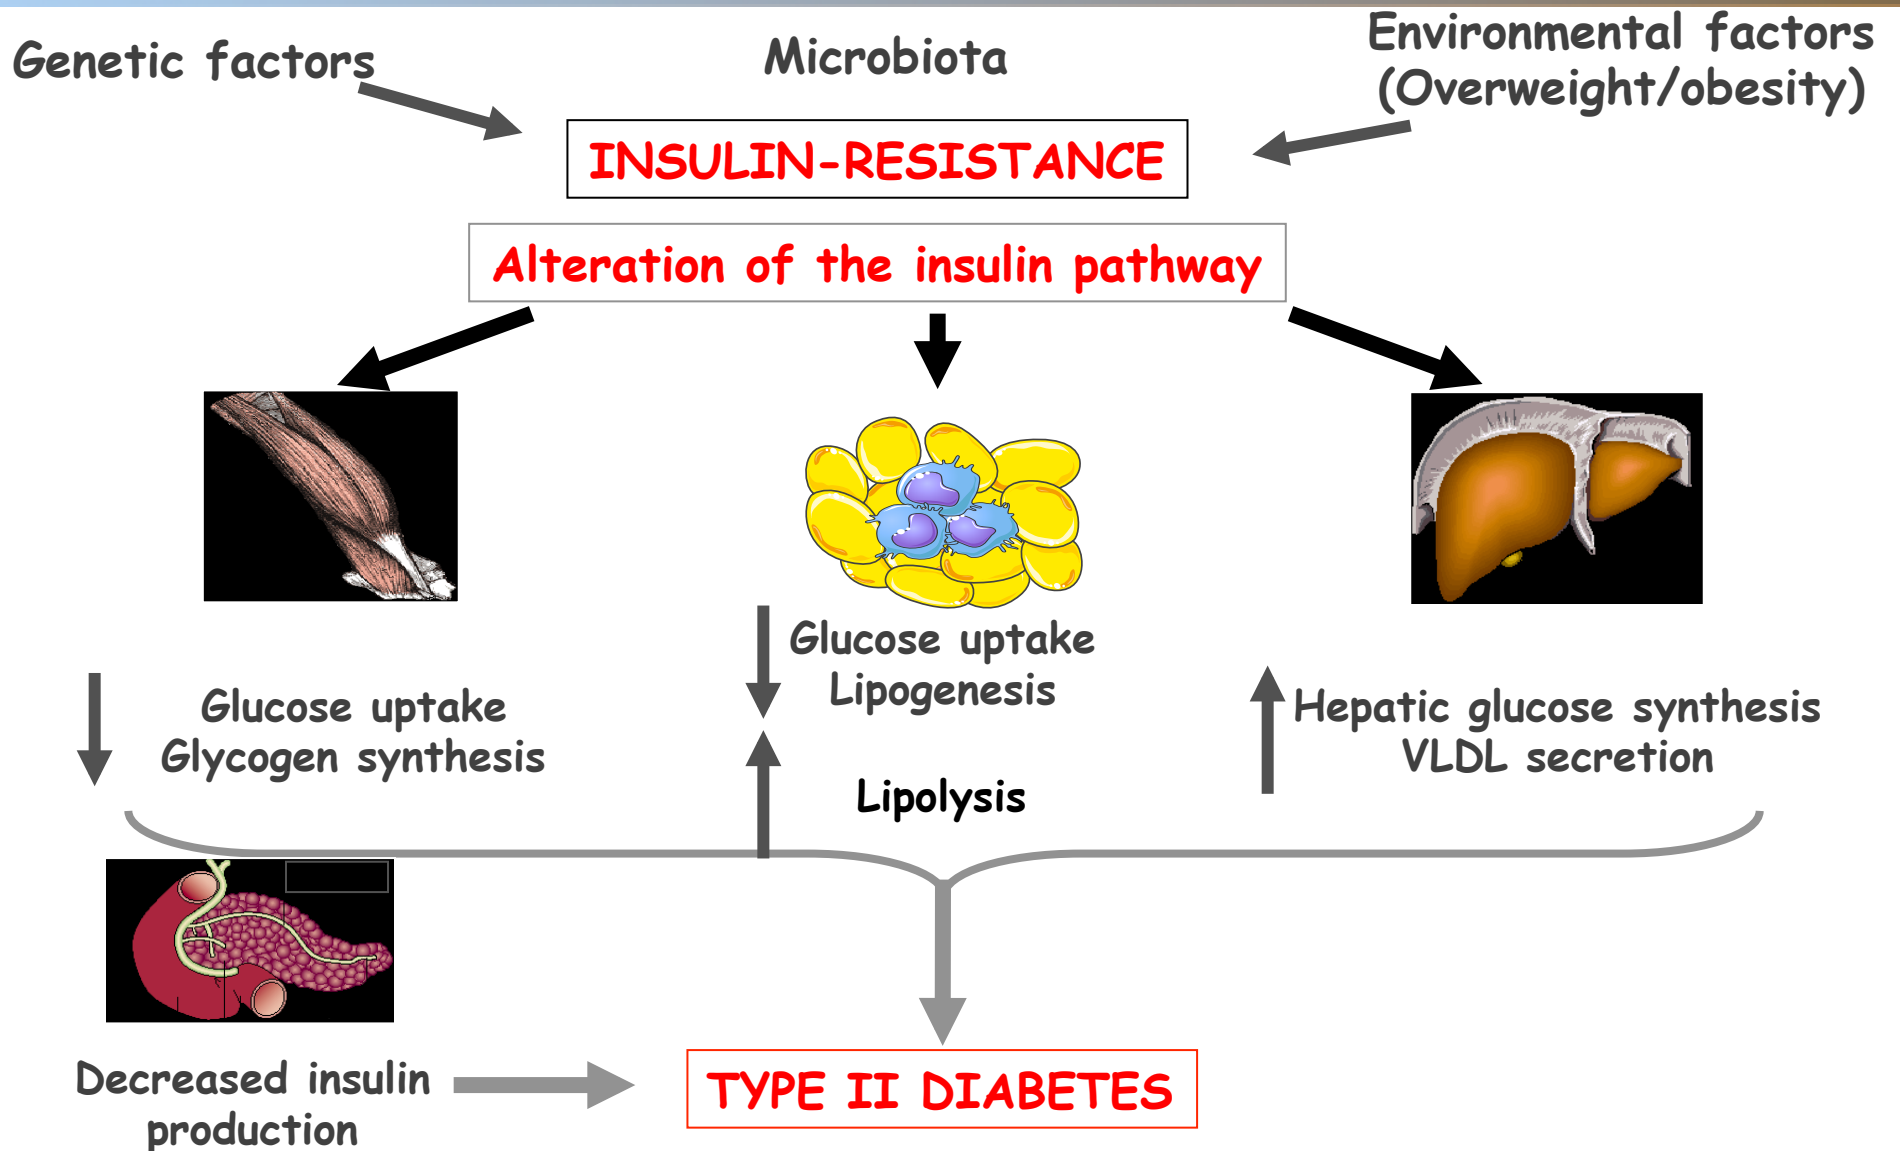 Genetic factors
Microbiota
Environmental factors
(Overweight/obesity)
INSULIN-RESISTANCE
Alteration of the insulin pathway
Glucose uptake
Glycogen synthesis
Glucose uptake
Lipogenesis
Lipolysis
Hepatic glucose synthesis
VLDL secretion
Decreased insulin
production
TYPE II DIABETES